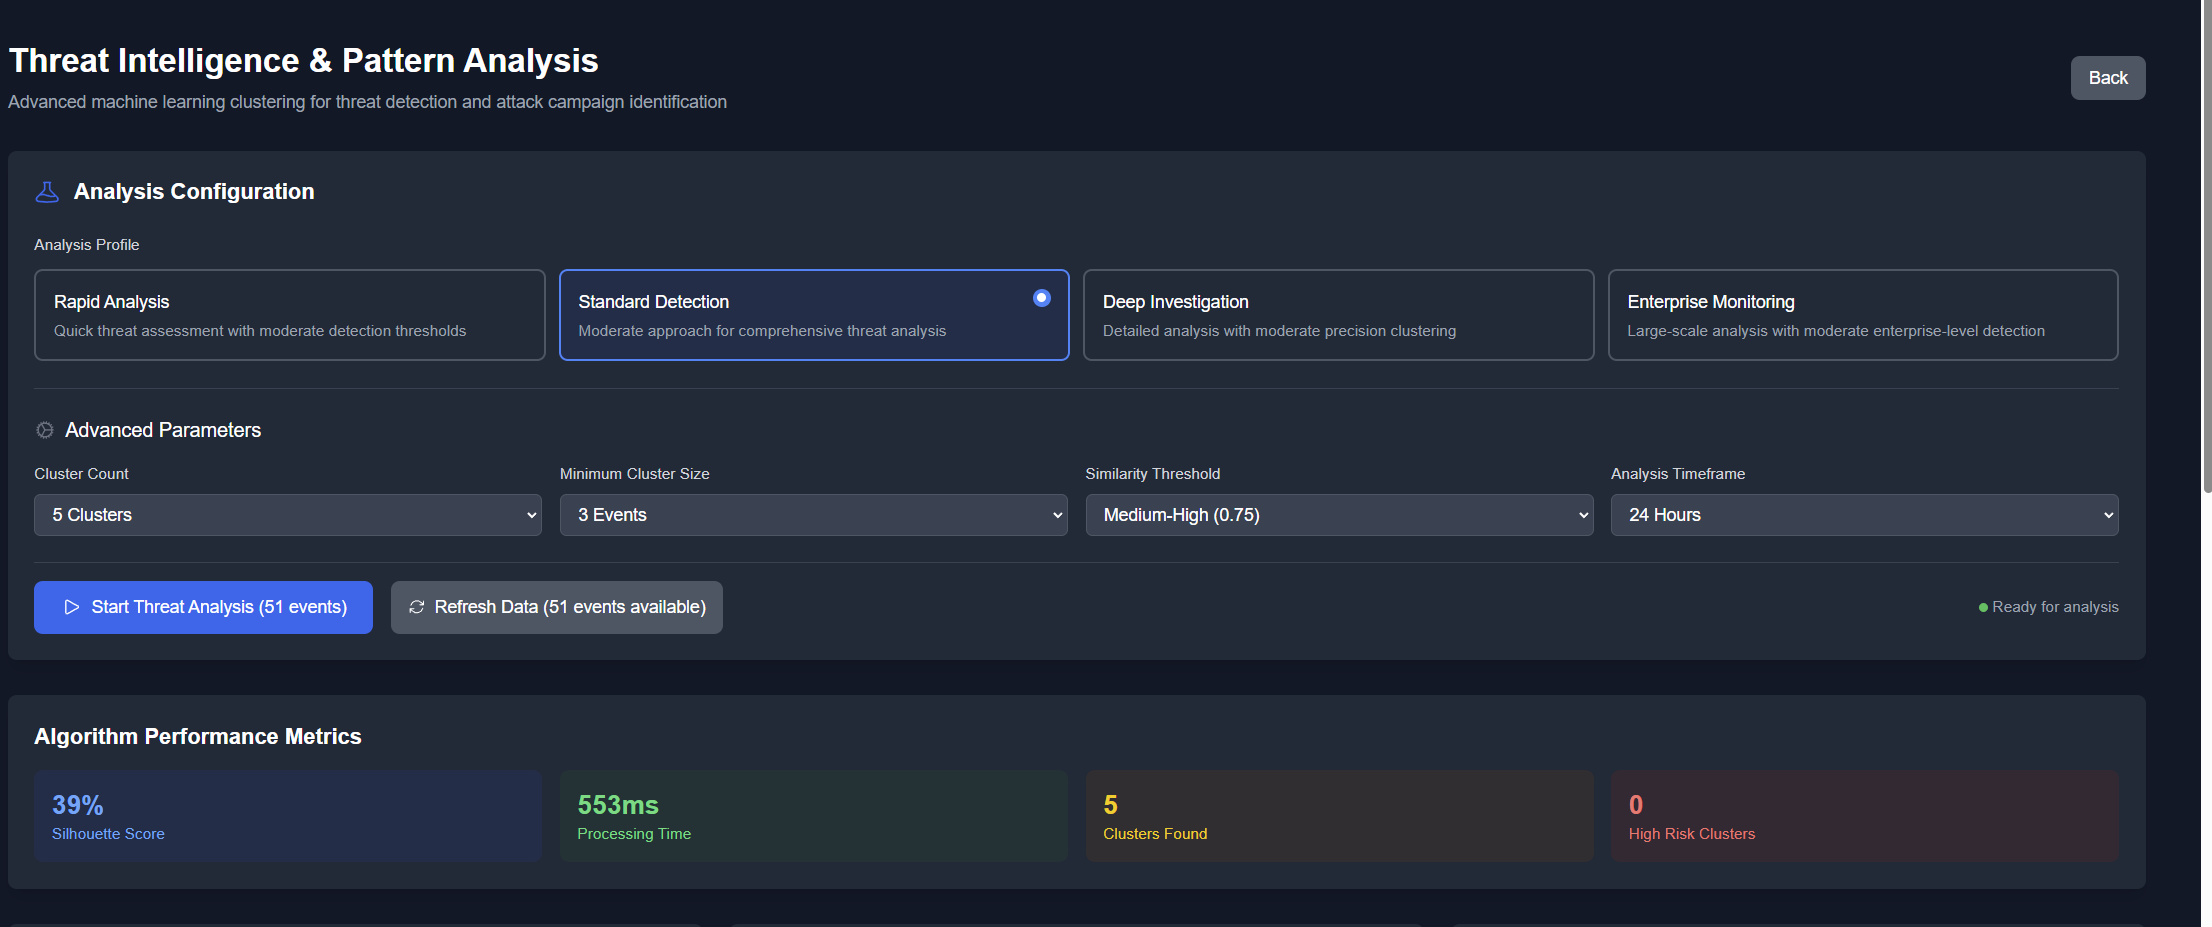 Threat Intelligence & Pattern Analysis
Advanced machine learning clustering for threat detection and attack campaign identification
Back
Analysis Configuration
Analysis Profile
Rapid Analysis
Quick threat assessment with moderate detection thresholds
Standard Detection
Moderate approach for comprehensive threat analysis
Deep Investigation
Detailed analysis with moderate precision clustering
Enterprise Monitoring
Large-scale analysis with moderate enterprise-level detection
Advanced Parameters
Cluster Count
5 Clusters
Minimum Cluster Size
3 Events
Similarity Threshold
Medium-High (0.75)
Analysis Timeframe
24 Hours
Start Threat Analysis (51 events)
Refresh Data (51 events available)
Ready for analysis
Algorithm Performance Metrics
39%
Silhouette Score
553ms
Processing Time
5
Clusters Found
0
High Risk Clusters